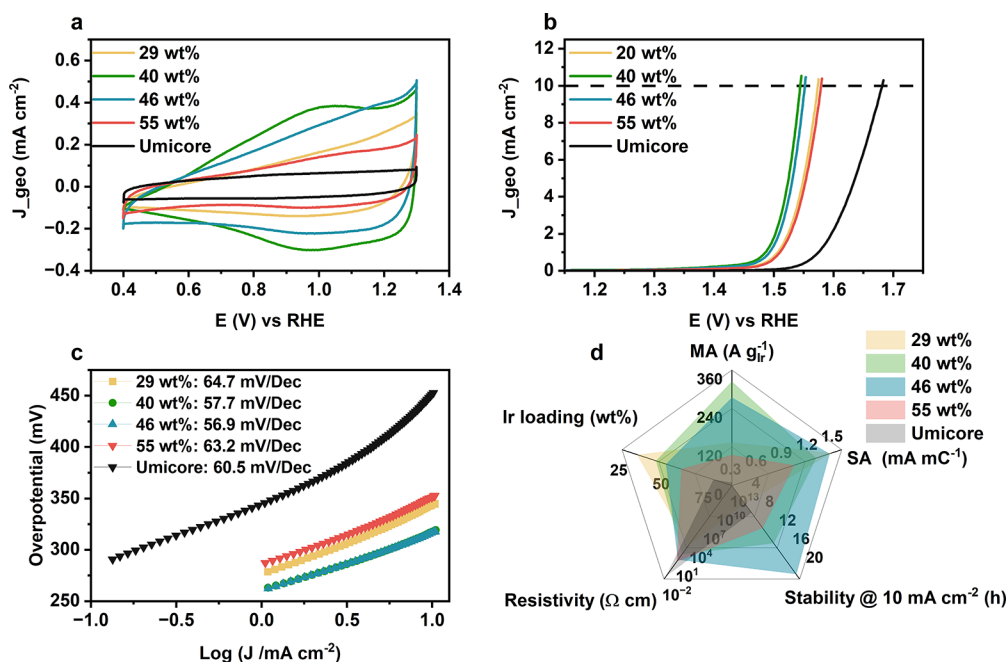 a
J_geo (mA cm⁻²)
0.6
0.4
0.2
0.0
−0.2
−0.4
29 wt%
40 wt%
46 wt%
55 wt%
Umicore
0.4 0.6 0.8 1.0 1.2 1.4
E (V) vs RHE
b
J_geo (mA cm⁻²)
12
10
8
6
4
2
0
20 wt%
40 wt%
46 wt%
55 wt%
Umicore
1.2 1.3 1.4 1.5 1.6 1.7
E (V) vs RHE
c
Overpotential (mV)
450
400
350
300
250
29 wt%: 64.7 mV/Dec
40 wt%: 57.7 mV/Dec
46 wt%: 56.9 mV/Dec
55 wt%: 63.2 mV/Dec
Umicore: 60.5 mV/Dec
−1.0 −0.5 0.0 0.5 1.0
Log (J /mA cm⁻²)
d
29 wt%
40 wt%
46 wt%
55 wt%
Umicore
MA (A g_Ir⁻¹)
360
240
120
0
Ir loading (wt%)
25
50
75
SA (mA mC⁻¹)
0.3 0.6 0.9 1.2 1.5
Resistivity (Ω cm)
10¹³
10¹⁰
10⁷
10⁴
10¹
10⁻²
Stability @ 10 mA cm⁻² (h)
4
8
12
16
20